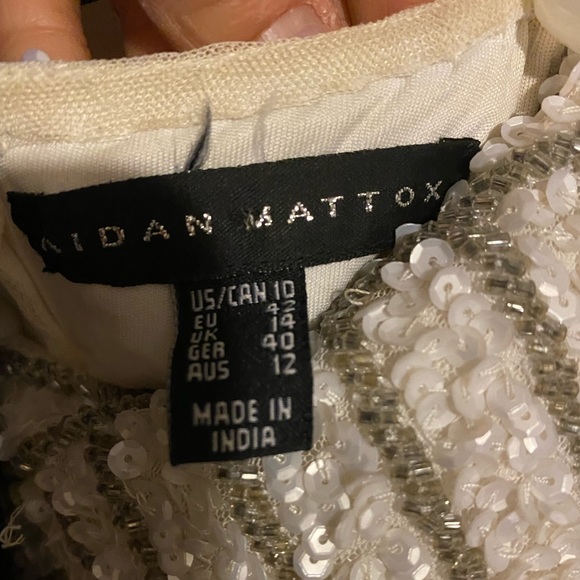 AIDAN MATTOX
US/CAN 10
EU 42
UK 14
GER 40
AUS 12
MADE IN
INDIA